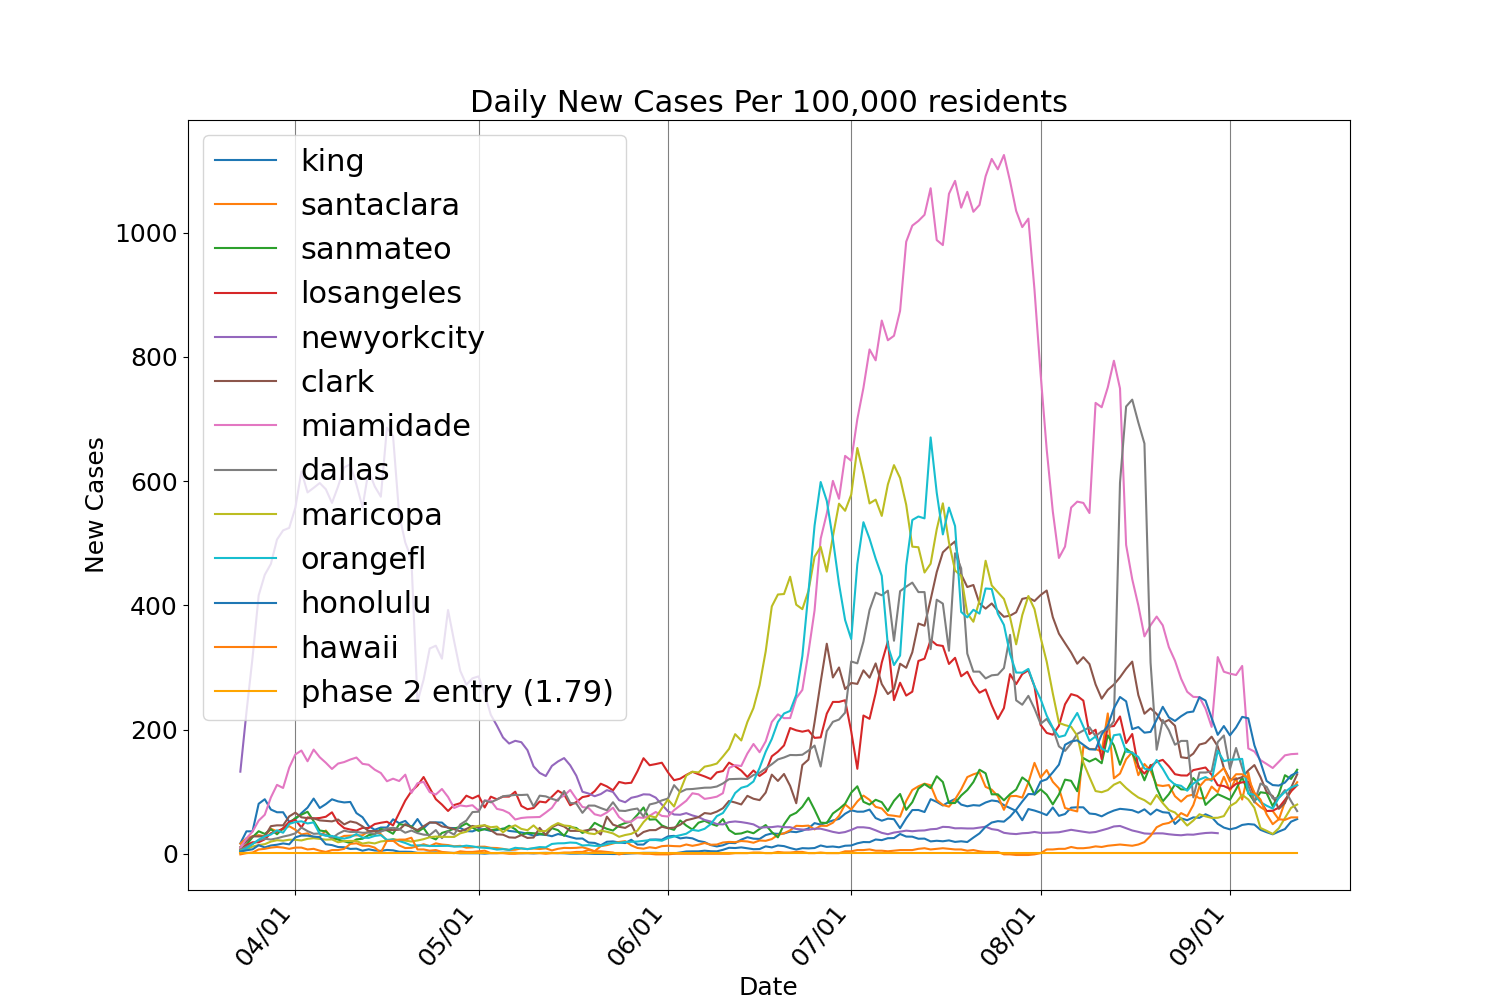 Daily New Cases Per 100,000 residents
king
santaclara
sanmateo
losangeles
newyorkcity
clark
miamidade
dallas
maricopa
orangefl
honolulu
hawaii
phase 2 entry (1.79)
1000
800
600
400
200
0
New Cases
04/01
05/01
06/01
07/01
08/01
09/01
Date